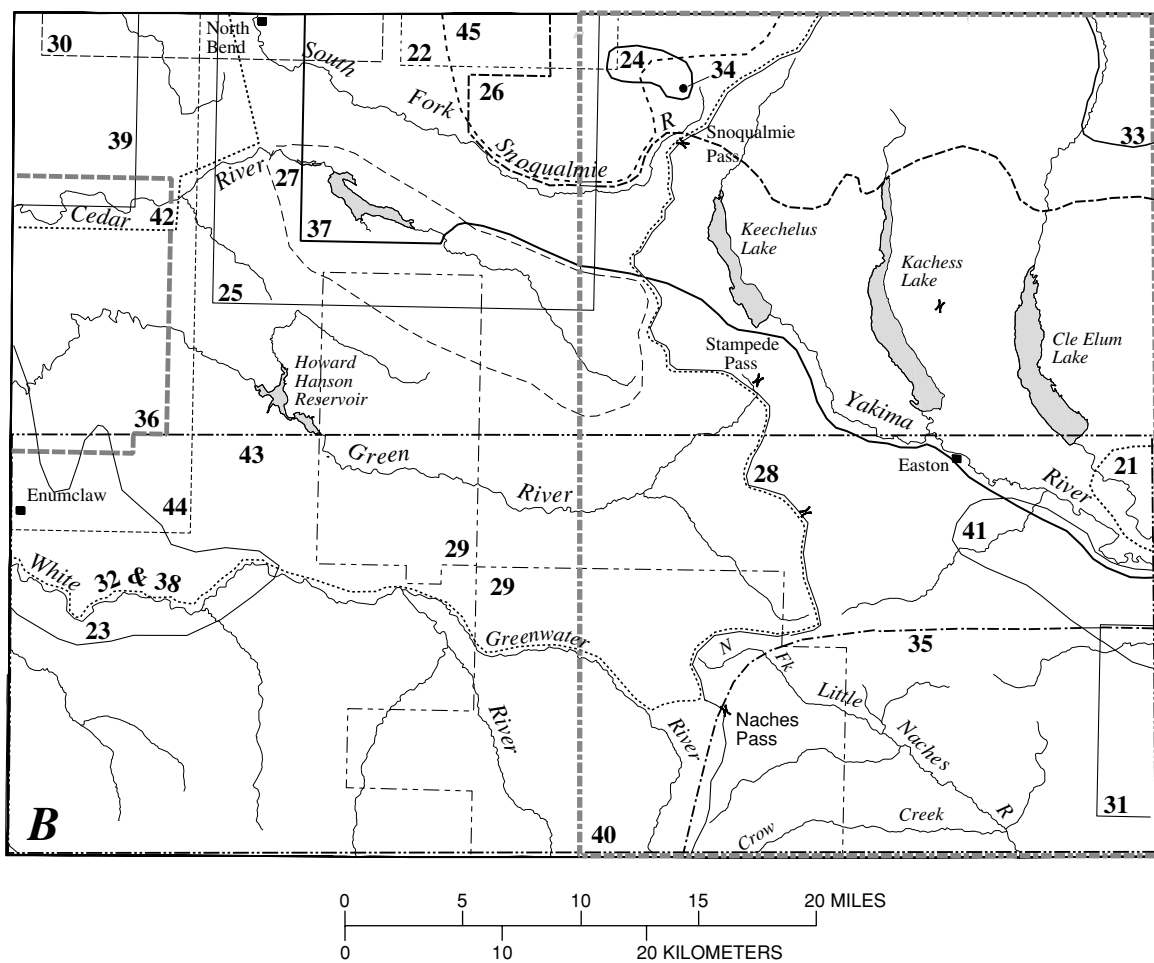 30
North
Bend
South
22
45
24
34
26
Fork
R
33
39
Snoqualmie
Pass
Snoqualmie
River
27
Cedar
42
37
Keechelus
Lake
Kachess
Lake
25
Cle Elum
Lake
Stampede
Pass
Howard
Hanson
Reservoir
36
Yakima
43
Green
Easton
21
River
28
River
Enumclaw
44
41
29
29
White
32 & 38
23
Greenwater
35
N
Fk
Little
River
River
Naches
Pass
Naches
31
R
Creek
Crow
40
B
0 5 10 15 20 MILES
0 10 20 KILOMETERS